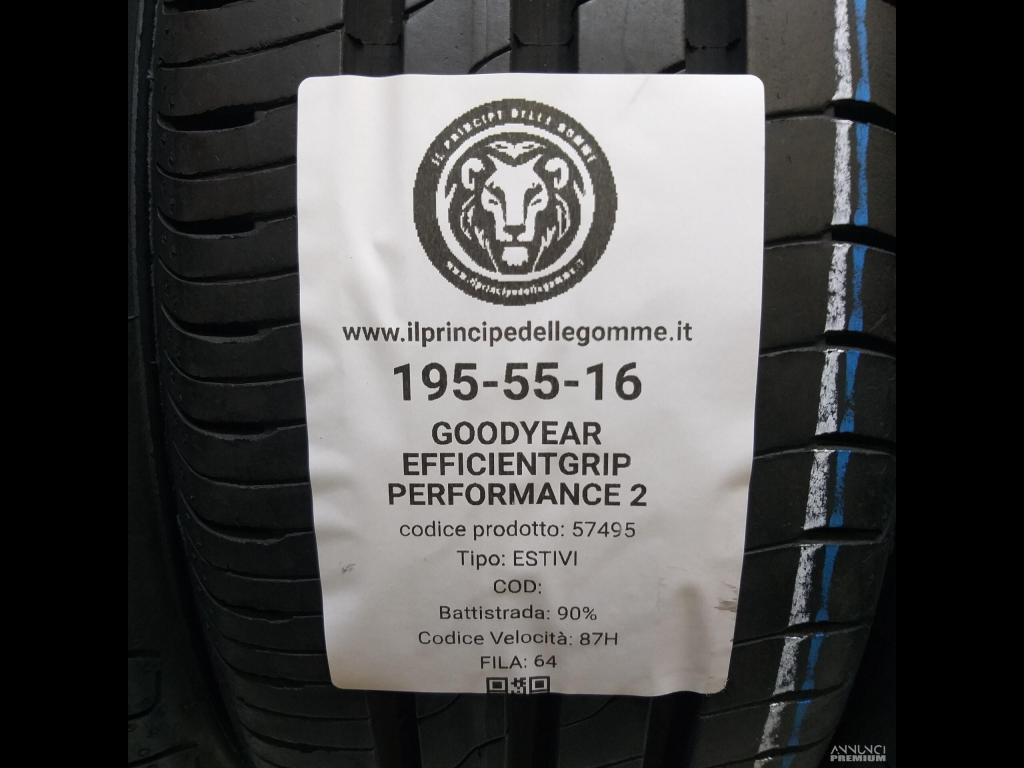 IL PRINCIPE DELLE GOMME
www.ilprincipedellegomme.it
www.ilprincipedellegomme.it
195-55-16
GOODYEAR
EFFICIENTGRIP
PERFORMANCE 2
codice prodotto: 57495
Tipo: ESTIVI
COD:
Battistrada: 90%
Codice Velocità: 87H
FILA: 64
ANNUNCI
PREMIUM